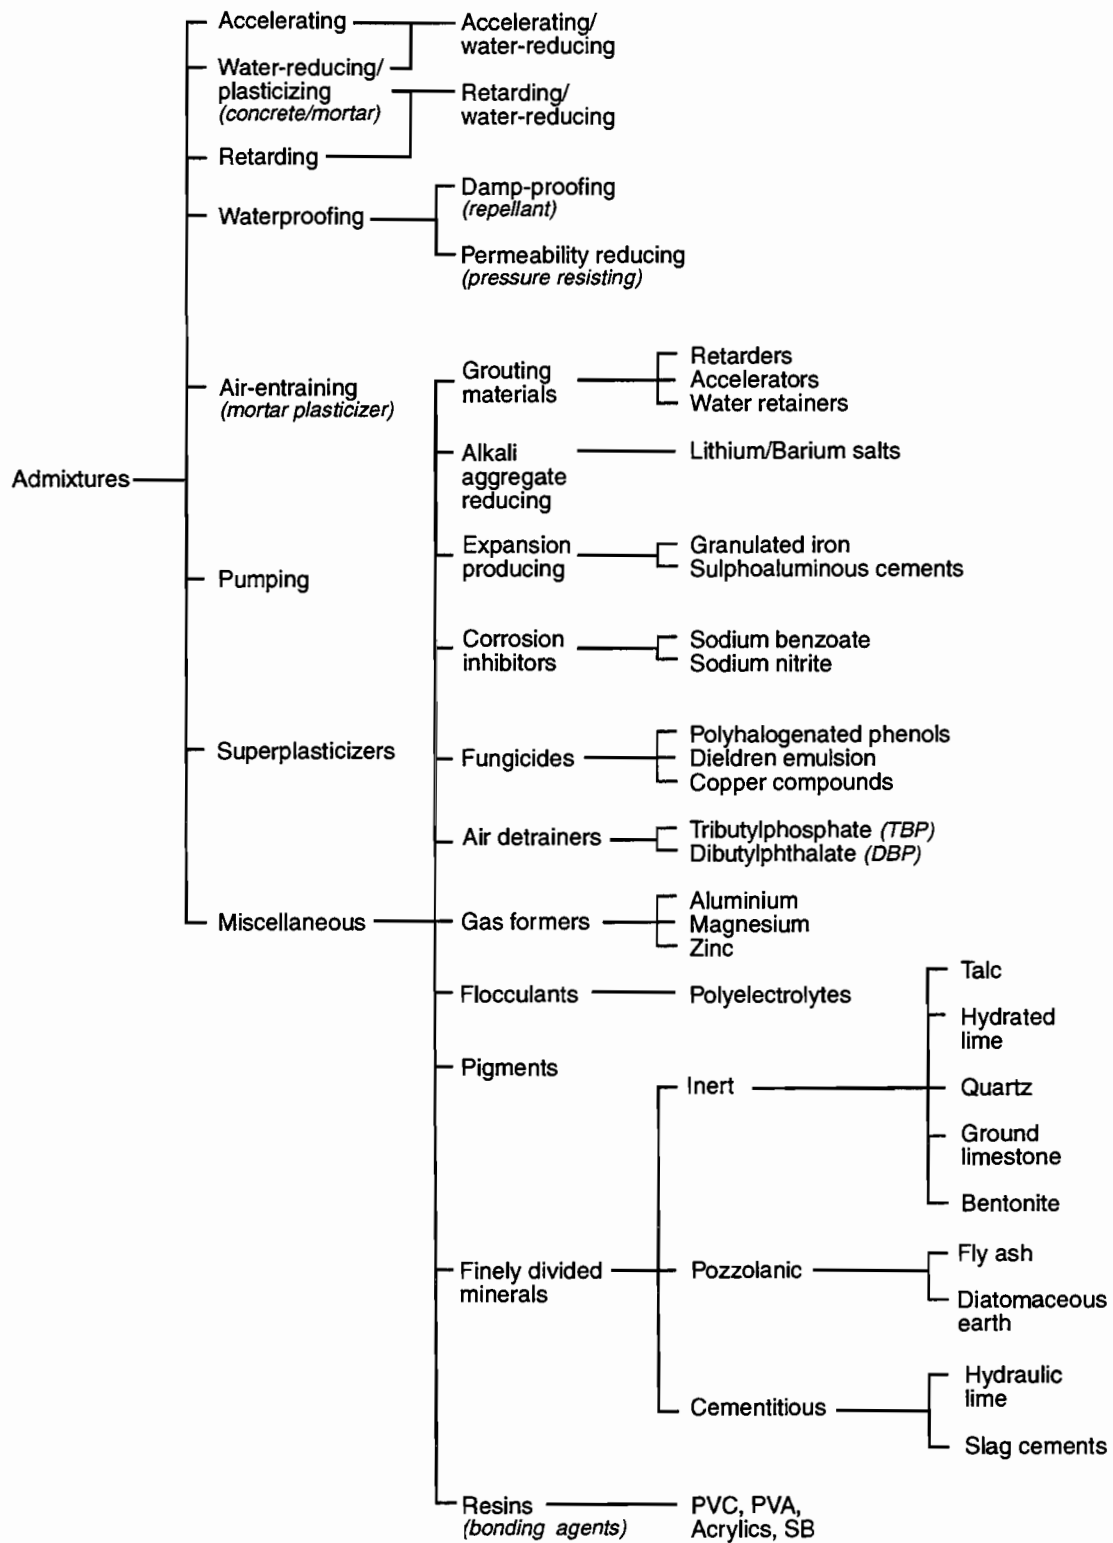 Accelerating
Accelerating/
water-reducing
Water-reducing/
plasticizing
(concrete/mortar)
Retarding/
water-reducing
Retarding
Waterproofing
Damp-proofing
(repellant)
Permeability reducing
(pressure resisting)
Air-entraining
(mortar plasticizer)
Admixtures
Pumping
Superplasticizers
Miscellaneous
Grouting
materials
Retarders
Accelerators
Water retainers
Alkali
aggregate
reducing
Lithium/Barium salts
Expansion
producing
Granulated iron
Sulphoaluminous cements
Corrosion
inhibitors
Sodium benzoate
Sodium nitrite
Fungicides
Polyhalogenated phenols
Dieldren emulsion
Copper compounds
Air detrainers
Tributylphosphate (TBP)
Dibutylphthalate (DBP)
Gas formers
Aluminium
Magnesium
Zinc
Flocculants
Polyelectrolytes
Pigments
Finely divided
minerals
Inert
Talc
Hydrated
lime
Quartz
Ground
limestone
Bentonite
Pozzolanic
Fly ash
Diatomaceous
earth
Cementitious
Hydraulic
lime
Slag cements
Resins
(bonding agents)
PVC, PVA,
Acrylics, SB